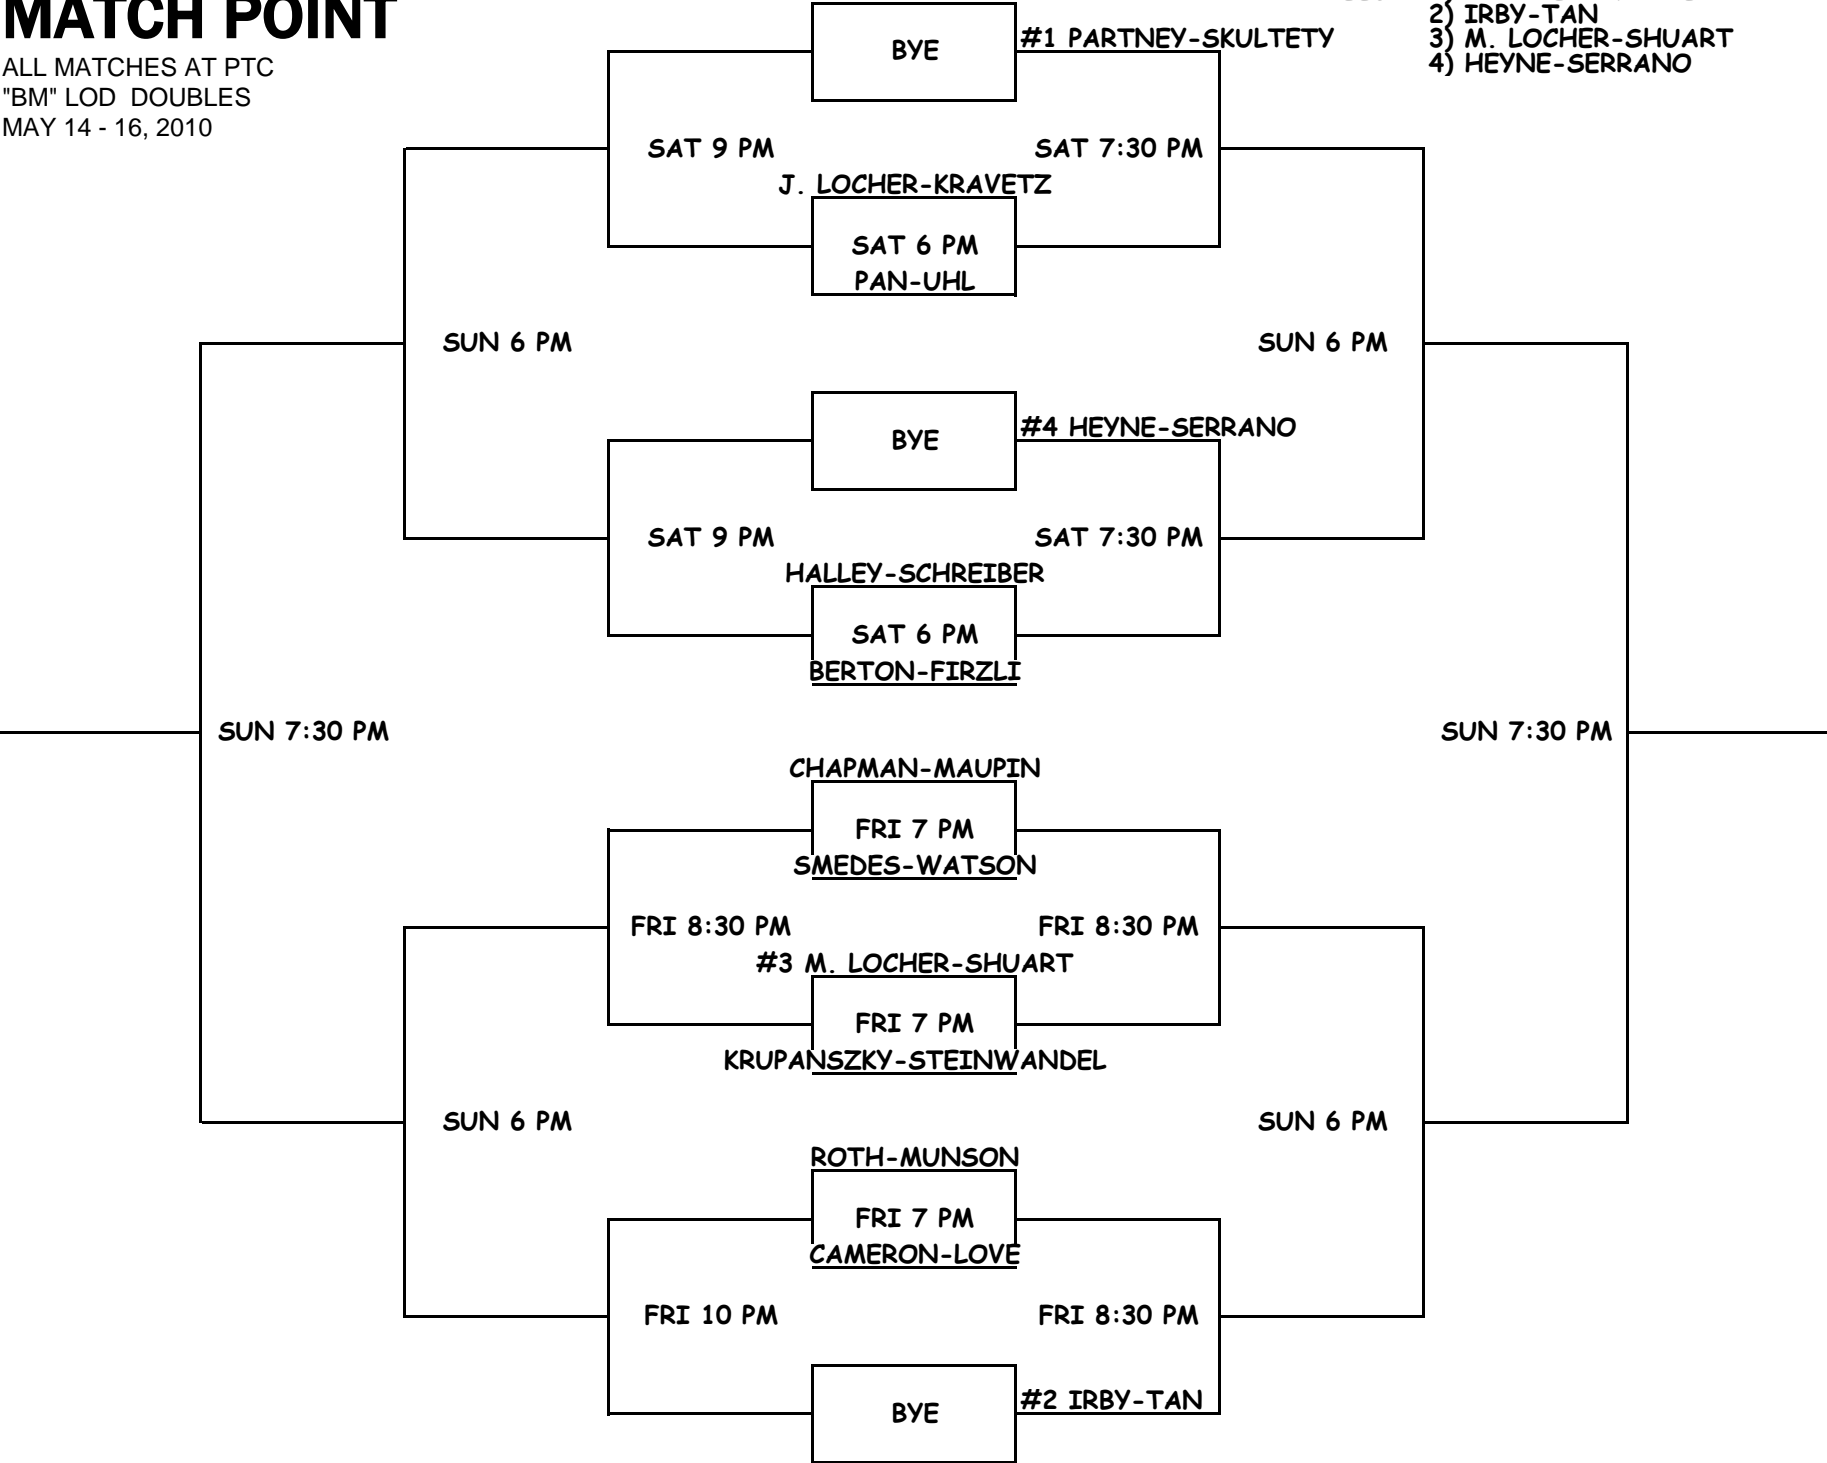 MATCH POINT
2) IRBY-TAN
3) M. LOCHER-SHUART
4) HEYNE-SERRANO
ALL MATCHES AT PTC
"BM" LOD DOUBLES
MAY 14 - 16, 2010
BYE
#1 PARTNEY-SKULTETY
SAT 9 PM
SAT 7:30 PM
J. LOCHER-KRAVETZ
SAT 6 PM
PAN-UHL
SUN 6 PM
SUN 6 PM
BYE
#4 HEYNE-SERRANO
SAT 9 PM
SAT 7:30 PM
HALLEY-SCHREIBER
SAT 6 PM
BERTON-FIRZLI
SUN 7:30 PM
SUN 7:30 PM
CHAPMAN-MAUPIN
FRI 7 PM
SMEDES-WATSON
FRI 8:30 PM
FRI 8:30 PM
#3 M. LOCHER-SHUART
FRI 7 PM
KRUPANSZKY-STEINWANDEL
SUN 6 PM
SUN 6 PM
ROTH-MUNSON
FRI 7 PM
CAMERON-LOVE
FRI 10 PM
FRI 8:30 PM
BYE
#2 IRBY-TAN